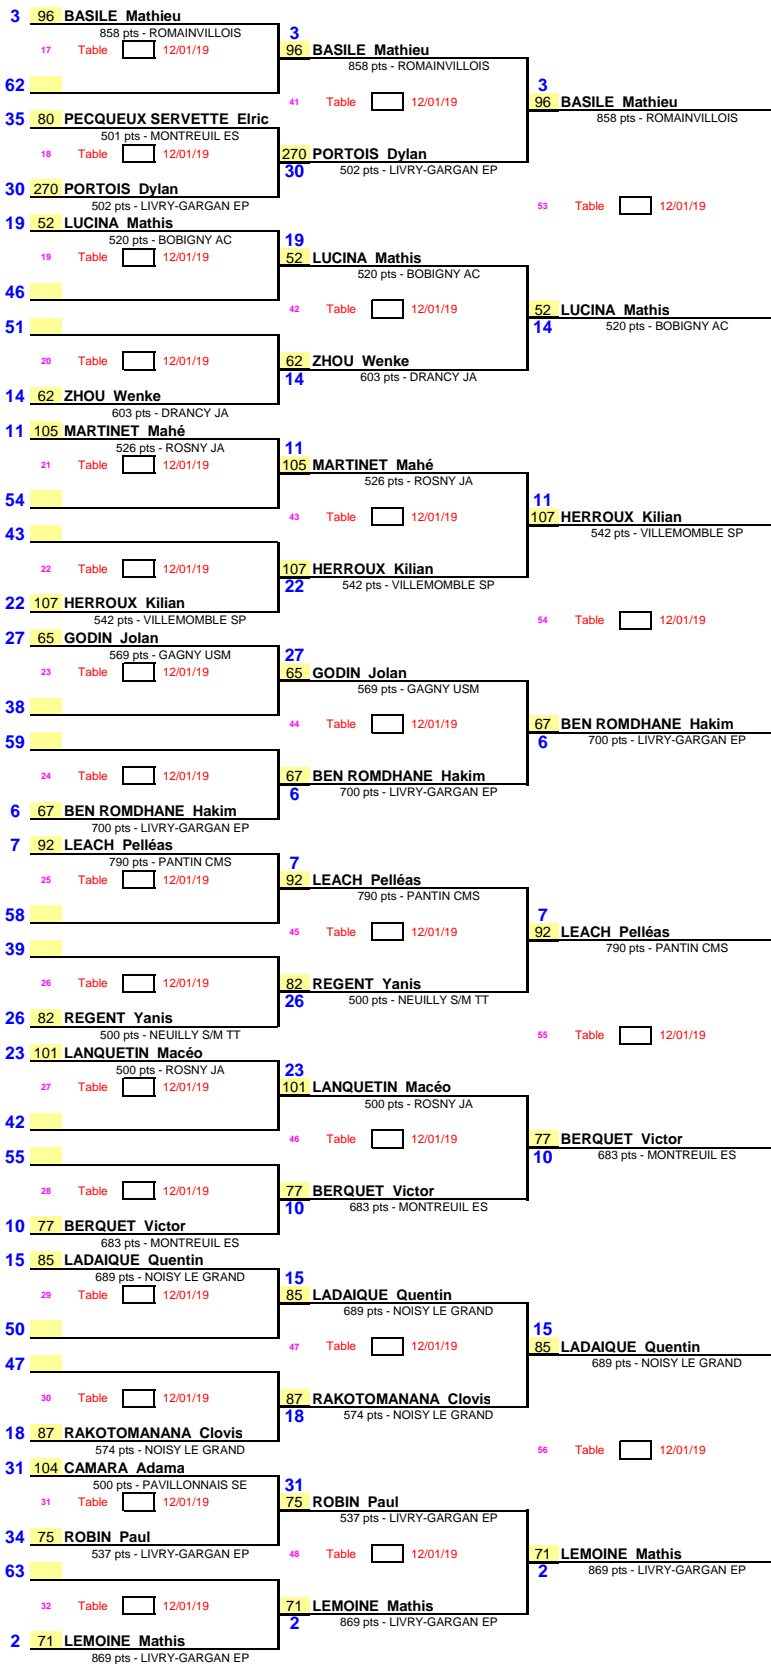 3 96 BASILE Mathieu
858 pts - ROMAINVILLOIS
3
17 Table 12/01/19
96 BASILE Mathieu
858 pts - ROMAINVILLOIS
62
3
41 Table 12/01/19
96 BASILE Mathieu
858 pts - ROMAINVILLOIS
35 80 PECQUEUX SERVETTE Elric
501 pts - MONTREUIL ES
18 Table 12/01/19
270 PORTOIS Dylan
30
502 pts - LIVRY-GARGAN EP
30 270 PORTOIS Dylan
502 pts - LIVRY-GARGAN EP
53 Table 12/01/19
19 52 LUCINA Mathis
520 pts - BOBIGNY AC
19
19 Table 12/01/19
52 LUCINA Mathis
520 pts - BOBIGNY AC
46
42 Table 12/01/19
52 LUCINA Mathis
14
520 pts - BOBIGNY AC
51
20 Table 12/01/19
62 ZHOU Wenke
14
603 pts - DRANCY JA
14 62 ZHOU Wenke
603 pts - DRANCY JA
11 105 MARTINET Mahé
526 pts - ROSNY JA
11
21 Table 12/01/19
105 MARTINET Mahé
526 pts - ROSNY JA
54
11
43 Table 12/01/19
107 HERROUX Kilian
542 pts - VILLEMOMBLE SP
43
22 Table 12/01/19
107 HERROUX Kilian
22
542 pts - VILLEMOMBLE SP
22 107 HERROUX Kilian
542 pts - VILLEMOMBLE SP
54 Table 12/01/19
27 65 GODIN Jolan
569 pts - GAGNY USM
27
23 Table 12/01/19
65 GODIN Jolan
569 pts - GAGNY USM
38
44 Table 12/01/19
67 BEN ROMDHANE Hakim
6
700 pts - LIVRY-GARGAN EP
59
24 Table 12/01/19
67 BEN ROMDHANE Hakim
6
700 pts - LIVRY-GARGAN EP
6 67 BEN ROMDHANE Hakim
700 pts - LIVRY-GARGAN EP
7 92 LEACH Pelléas
790 pts - PANTIN CMS
7
25 Table 12/01/19
92 LEACH Pelléas
790 pts - PANTIN CMS
58
7
45 Table 12/01/19
92 LEACH Pelléas
790 pts - PANTIN CMS
39
26 Table 12/01/19
82 REGENT Yanis
26
500 pts - NEUILLY S/M TT
26 82 REGENT Yanis
500 pts - NEUILLY S/M TT
55 Table 12/01/19
23 101 LANQUETIN Macéo
500 pts - ROSNY JA
23
27 Table 12/01/19
101 LANQUETIN Macéo
500 pts - ROSNY JA
42
46 Table 12/01/19
77 BERQUET Victor
10
683 pts - MONTREUIL ES
55
28 Table 12/01/19
77 BERQUET Victor
10
683 pts - MONTREUIL ES
10 77 BERQUET Victor
683 pts - MONTREUIL ES
15 85 LADAIQUE Quentin
689 pts - NOISY LE GRAND
15
29 Table 12/01/19
85 LADAIQUE Quentin
689 pts - NOISY LE GRAND
50
15
47 Table 12/01/19
85 LADAIQUE Quentin
689 pts - NOISY LE GRAND
47
30 Table 12/01/19
87 RAKOTOMANANA Clovis
18
574 pts - NOISY LE GRAND
18 87 RAKOTOMANANA Clovis
574 pts - NOISY LE GRAND
56 Table 12/01/19
31 104 CAMARA Adama
500 pts - PAVILLONNAIS SE
31
31 Table 12/01/19
75 ROBIN Paul
537 pts - LIVRY-GARGAN EP
34 75 ROBIN Paul
537 pts - LIVRY-GARGAN EP
48 Table 12/01/19
71 LEMOINE Mathis
2
869 pts - LIVRY-GARGAN EP
63
32 Table 12/01/19
71 LEMOINE Mathis
2
869 pts - LIVRY-GARGAN EP
2 71 LEMOINE Mathis
869 pts - LIVRY-GARGAN EP